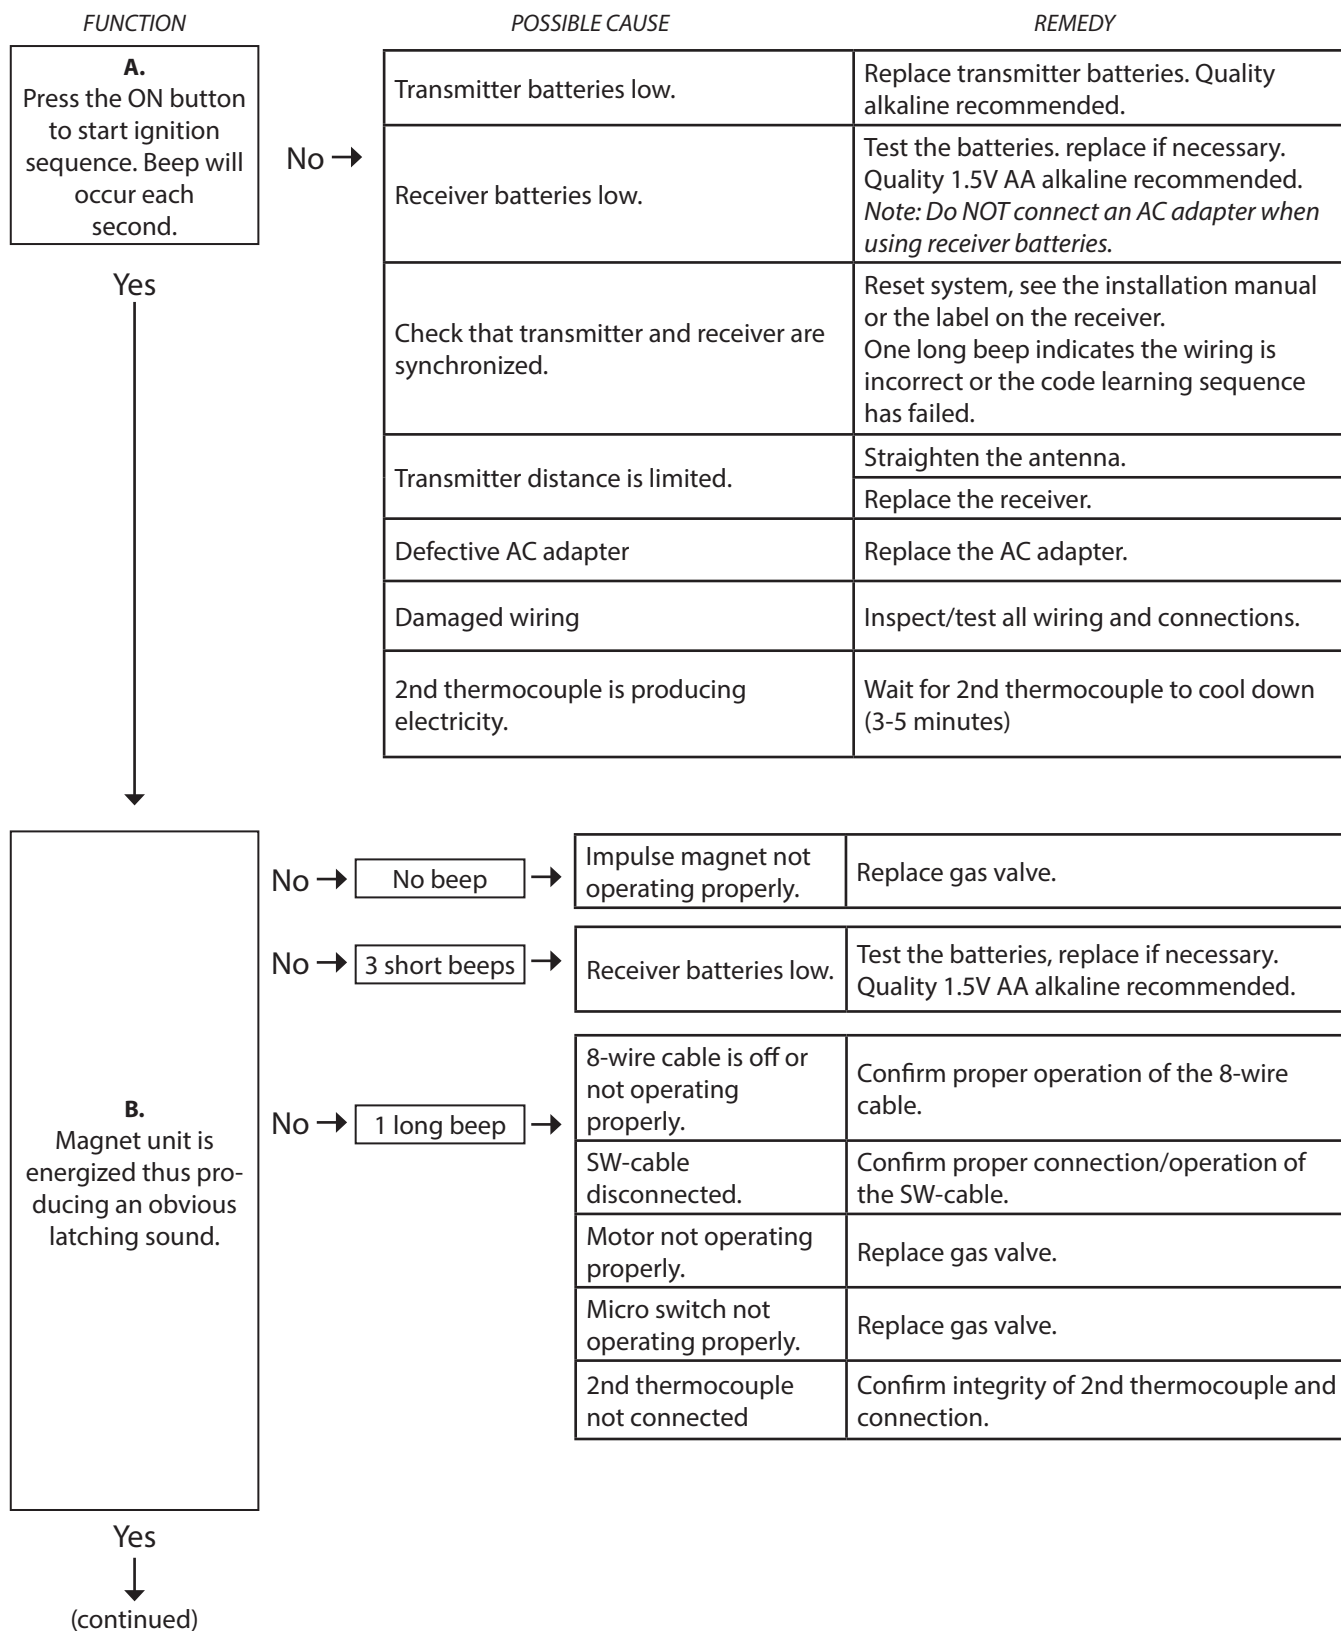 FUNCTION
POSSIBLE CAUSE
REMEDY
A.
Press the ON button
to start ignition
sequence. Beep will
occur each
second.
No
Transmitter batteries low.
Replace transmitter batteries. Quality
alkaline recommended.
Receiver batteries low.
Test the batteries. replace if necessary.
Quality 1.5V AA alkaline recommended.
Note: Do NOT connect an AC adapter when
using receiver batteries.
Check that transmitter and receiver are
synchronized.
Reset system, see the installation manual
or the label on the receiver.
One long beep indicates the wiring is
incorrect or the code learning sequence
has failed.
Transmitter distance is limited.
Straighten the antenna.
Replace the receiver.
Defective AC adapter
Replace the AC adapter.
Damaged wiring
Inspect/test all wiring and connections.
2nd thermocouple is producing
electricity.
Wait for 2nd thermocouple to cool down
(3-5 minutes)
Yes
B.
Magnet unit is
energized thus pro-
ducing an obvious
latching sound.
No
No beep
Impulse magnet not
operating properly.
Replace gas valve.
No
3 short beeps
Receiver batteries low.
Test the batteries, replace if necessary.
Quality 1.5V AA alkaline recommended.
No
1 long beep
8-wire cable is off or
not operating
properly.
Confirm proper operation of the 8-wire
cable.
SW-cable
disconnected.
Confirm proper connection/operation of
the SW-cable.
Motor not operating
properly.
Replace gas valve.
Micro switch not
operating properly.
Replace gas valve.
2nd thermocouple
not connected
Confirm integrity of 2nd thermocouple and
connection.
Yes
(continued)